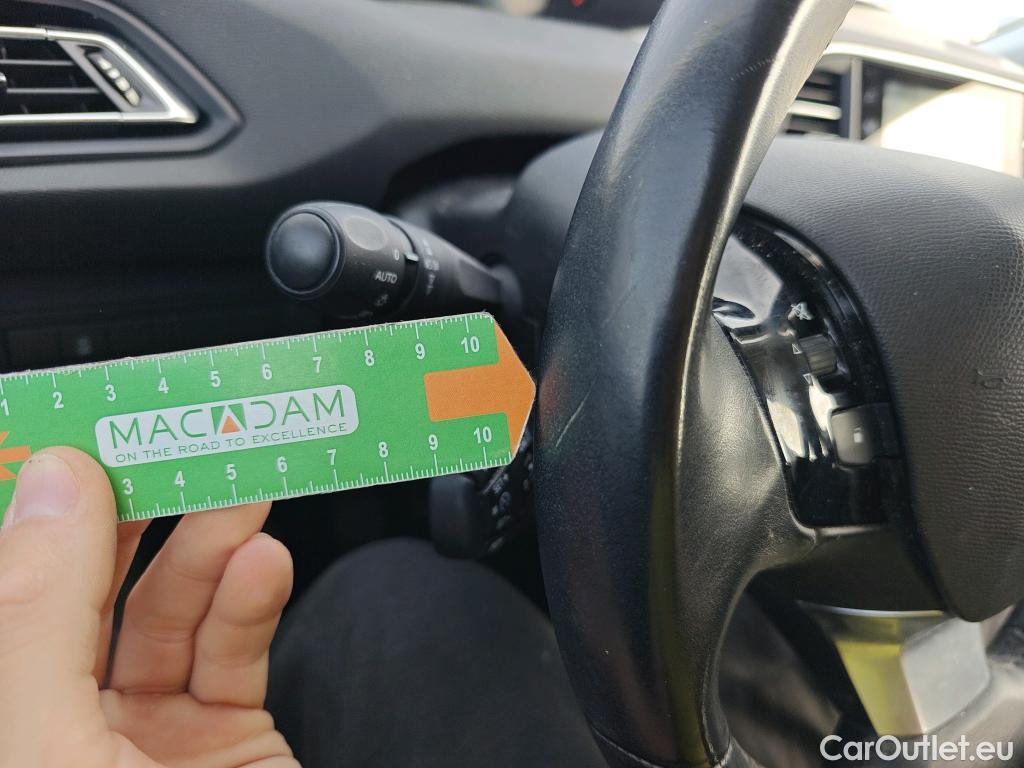 0
AUTO
1 2 3 4 5 6 7 8 9 10
MACADAM
ON THE ROAD TO EXCELLENCE
3 4 5 6 7 8 9 10
CarOutlet.eu